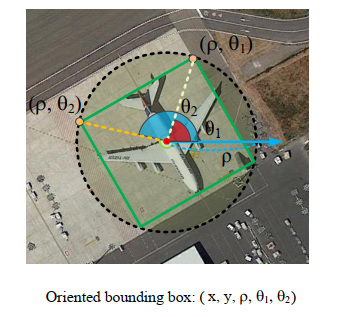 (ρ, θ₁)
(ρ, θ₂)
θ₂
θ₁
ρ
Oriented bounding box: ( x, y, ρ, θ₁, θ₂)